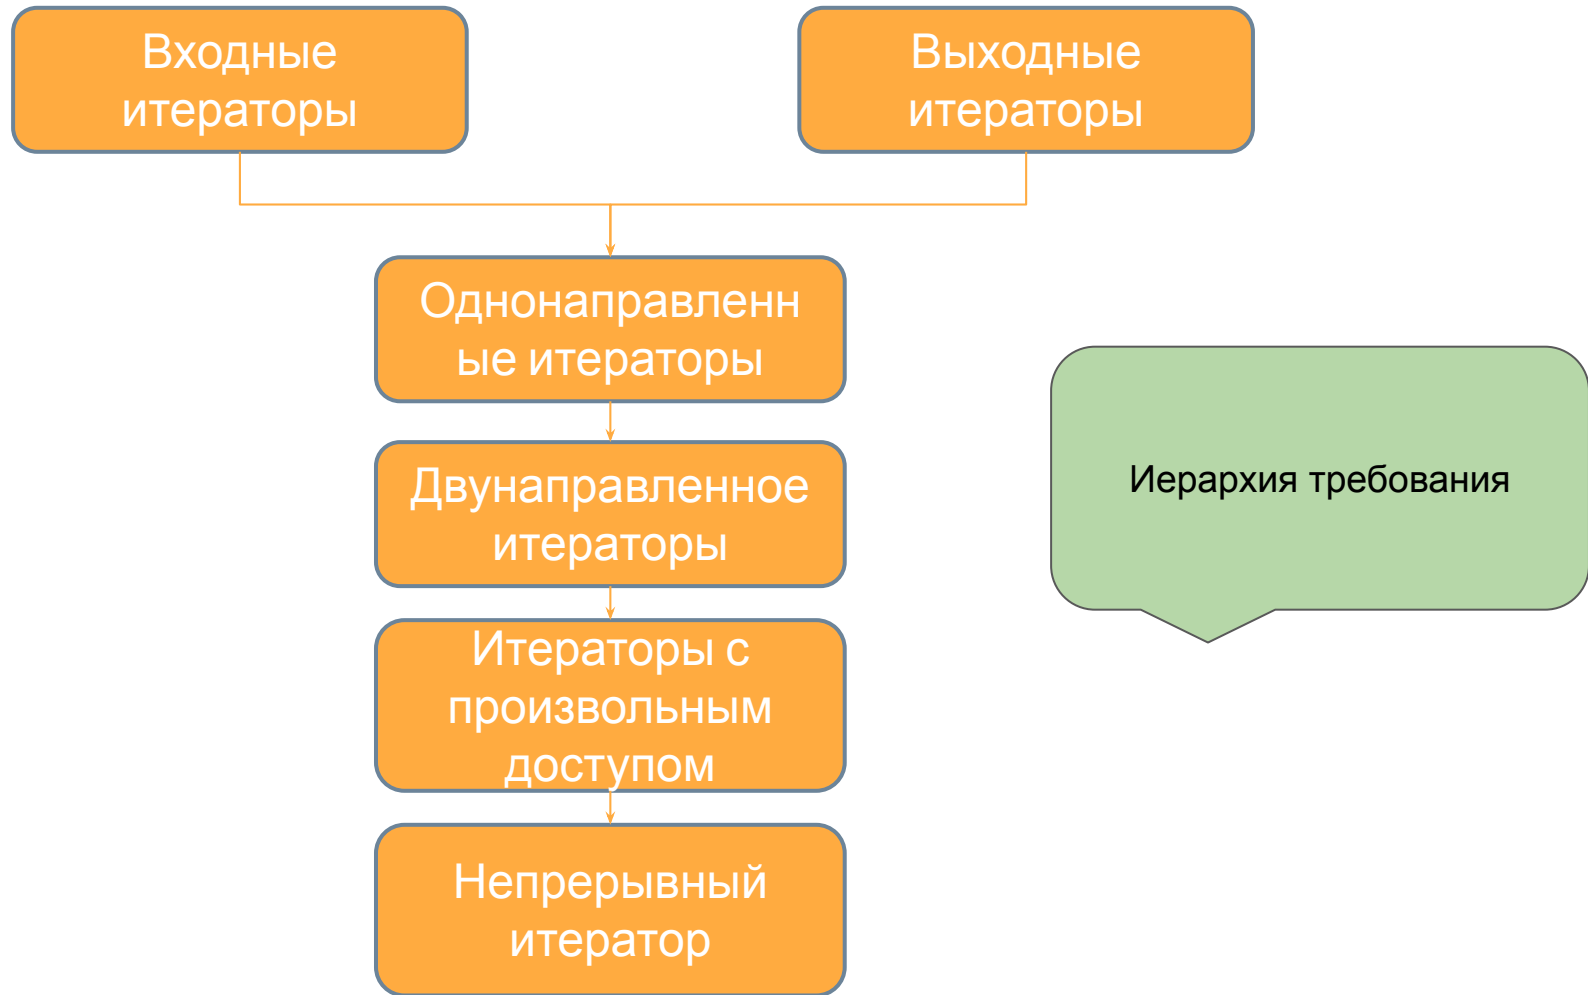 Входные
итераторы
Выходные
итераторы
Однонаправленн
ые итераторы
Двунаправленное
итераторы
Иерархия требования
Итераторы с
произвольным
доступом
Непрерывный
итератор